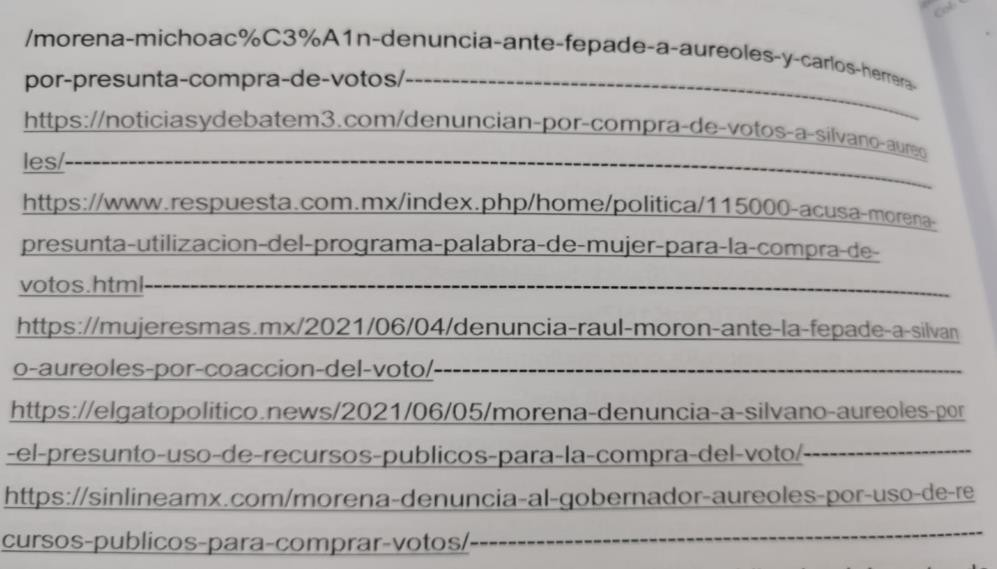 /morena-michoac%C3%A1n-denuncia-ante-fepade-a-aureoles-y-carlos-herrera-
por-presunta-compra-de-votos/------------------------------------------------------------
https://noticiasydebatem3.com/denuncian-por-compra-de-votos-a-silvano-aureo
les/----------------------------------------------------------------------------------------------
https://www.respuesta.com.mx/index.php/home/politica/115000-acusa-morena-
presunta-utilizacion-del-programa-palabra-de-mujer-para-la-compra-de-
votos.html------------------------------------------------------------------------------------
https://mujeresmas.mx/2021/06/04/denuncia-raul-moron-ante-la-fepade-a-silvan
o-aureoles-por-coaccion-del-voto/--------------------------------------------------------
https://elgatopolitico.news/2021/06/05/morena-denuncia-a-silvano-aureoles-por
-el-presunto-uso-de-recursos-publicos-para-la-compra-del-voto/------------------
https://sinlineamx.com/morena-denuncia-al-gobernador-aureoles-por-uso-de-re
cursos-publicos-para-comprar-votos/------------------------------------------------------